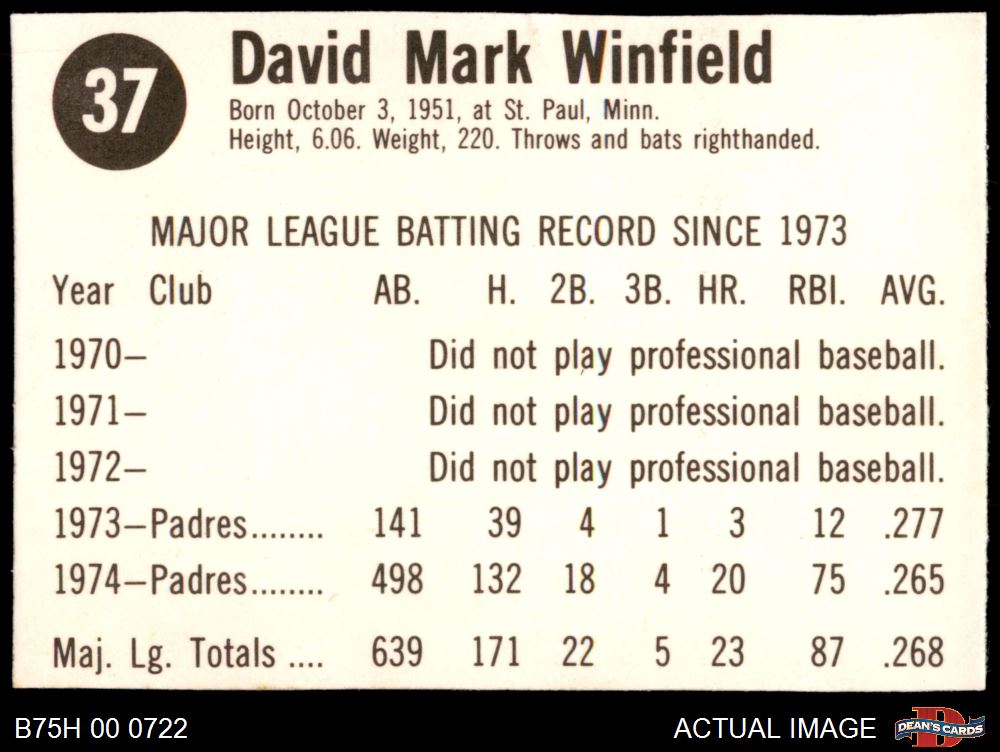 37
David Mark Winfield
Born October 3, 1951, at St. Paul, Minn.
Height, 6.06. Weight, 220. Throws and bats righthanded.
MAJOR LEAGUE BATTING RECORD SINCE 1973
Year Club AB. H. 2B. 3B. HR. RBI. AVG.
1970— Did not play professional baseball.
1971— Did not play professional baseball.
1972— Did not play professional baseball.
1973—Padres........ 141 39 4 1 3 12 .277
1974—Padres........ 498 132 18 4 20 75 .265
Maj. Lg. Totals .... 639 171 22 5 23 87 .268
B75H 00 0722 ACTUAL IMAGE D DEAN'S CARDS